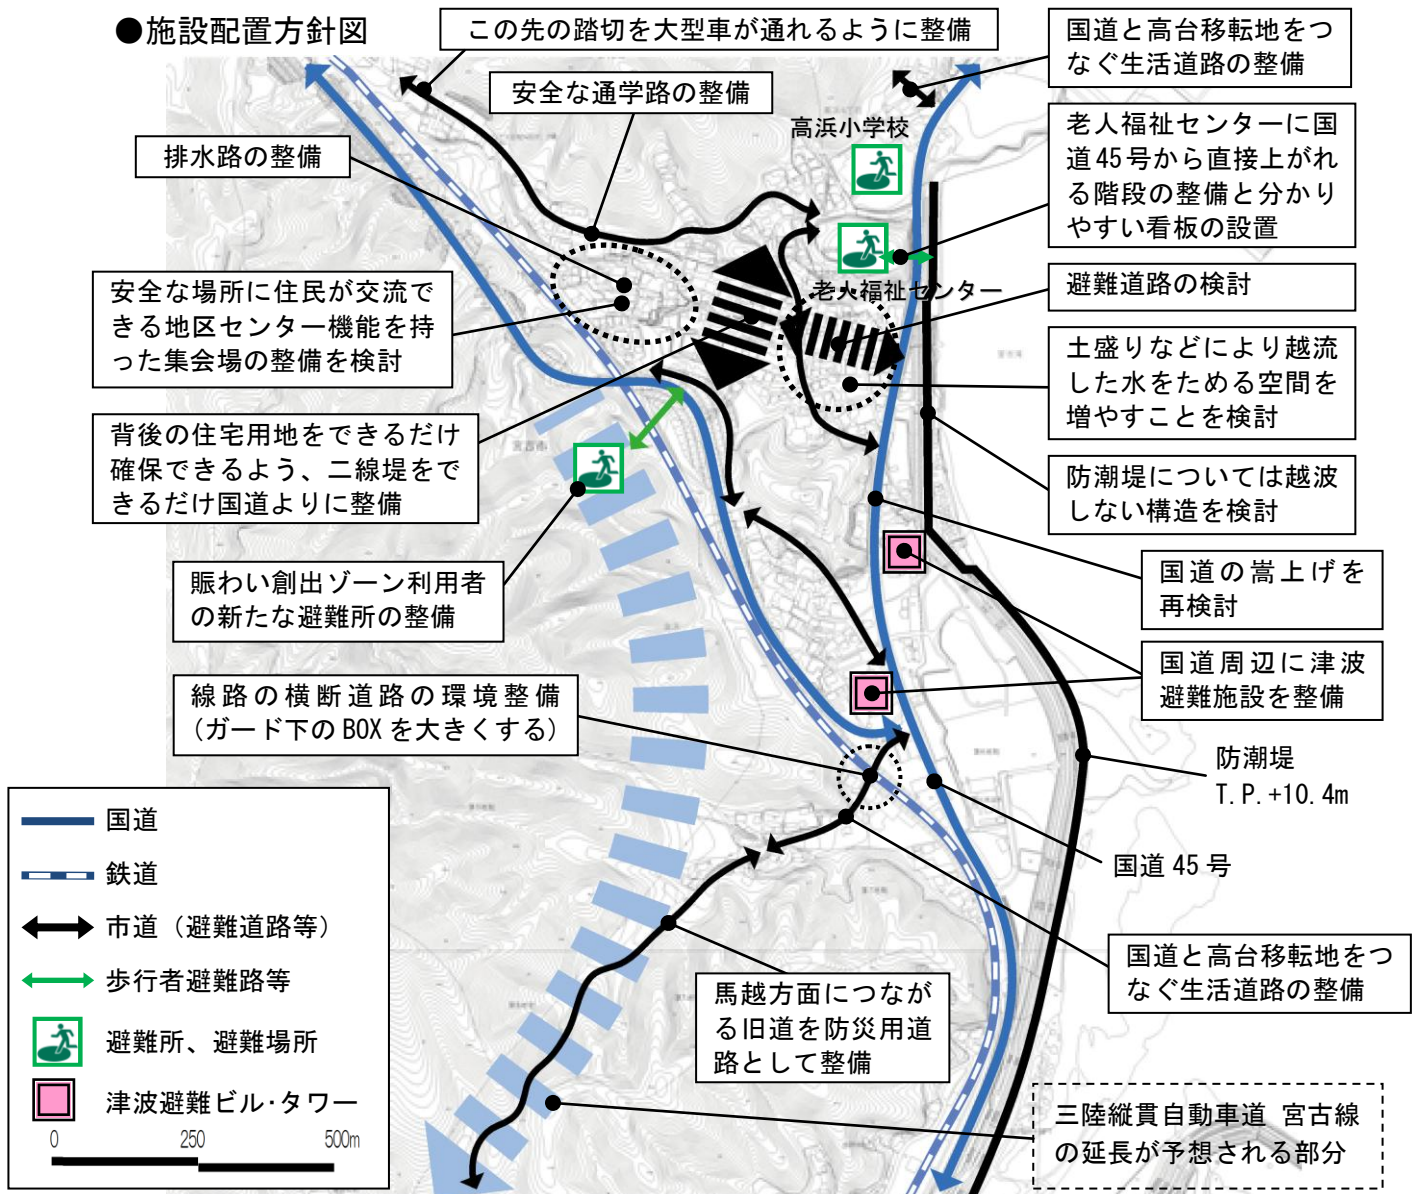 ●施設配置方針図
この先の踏切を大型車が通れるように整備
国道と高台移転地をつ
なぐ生活道路の整備
安全な通学路の整備
高浜小学校
排水路の整備
老人福祉センターに国
道45号から直接上がれ
る階段の整備と分かり
やすい看板の設置
老人福祉センター
避難道路の検討
安全な場所に住民が交流で
きる地区センター機能を持
った集会場の整備を検討
土盛りなどにより越流
した水をためる空間を
増やすことを検討
背後の住宅用地をできるだけ
確保できるよう、二線堤をで
きるだけ国道よりに整備
防潮堤については越波
しない構造を検討
賑わい創出ゾーン利用者
の新たな避難所の整備
国道の嵩上げを
再検討
国道周辺に津波
避難施設を整備
線路の横断道路の環境整備
（ガード下の BOX を大きくする）
防潮堤
T.P.+10.4m
国道45号
国道と高台移転地をつ
なぐ生活道路の整備
馬越方面につなが
る旧道を防災用道
路として整備
三陸縦貫自動車道 宮古線
の延長が予想される部分
国道
鉄道
市道（避難道路等）
歩行者避難路等
避難所、避難場所
津波避難ビル・タワー
0 250 500m